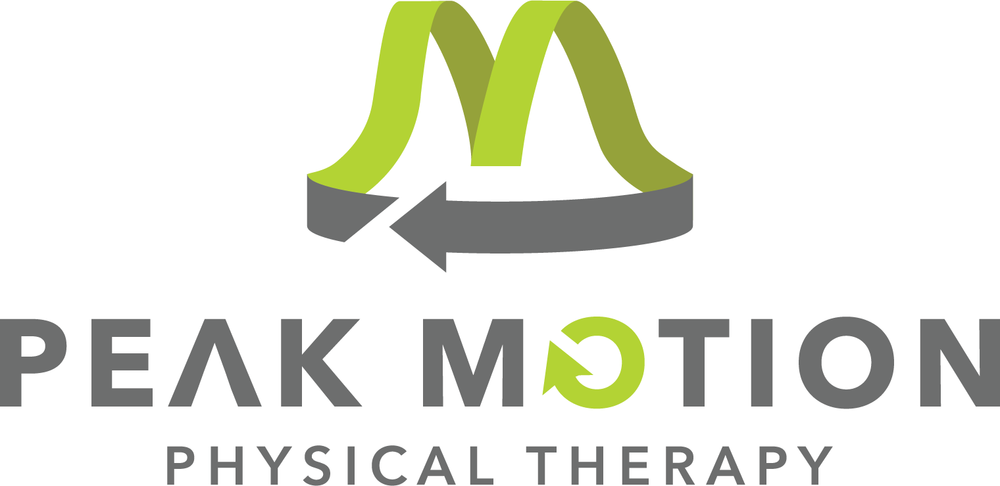 PEAK MOTION
PHYSICAL THERAPY